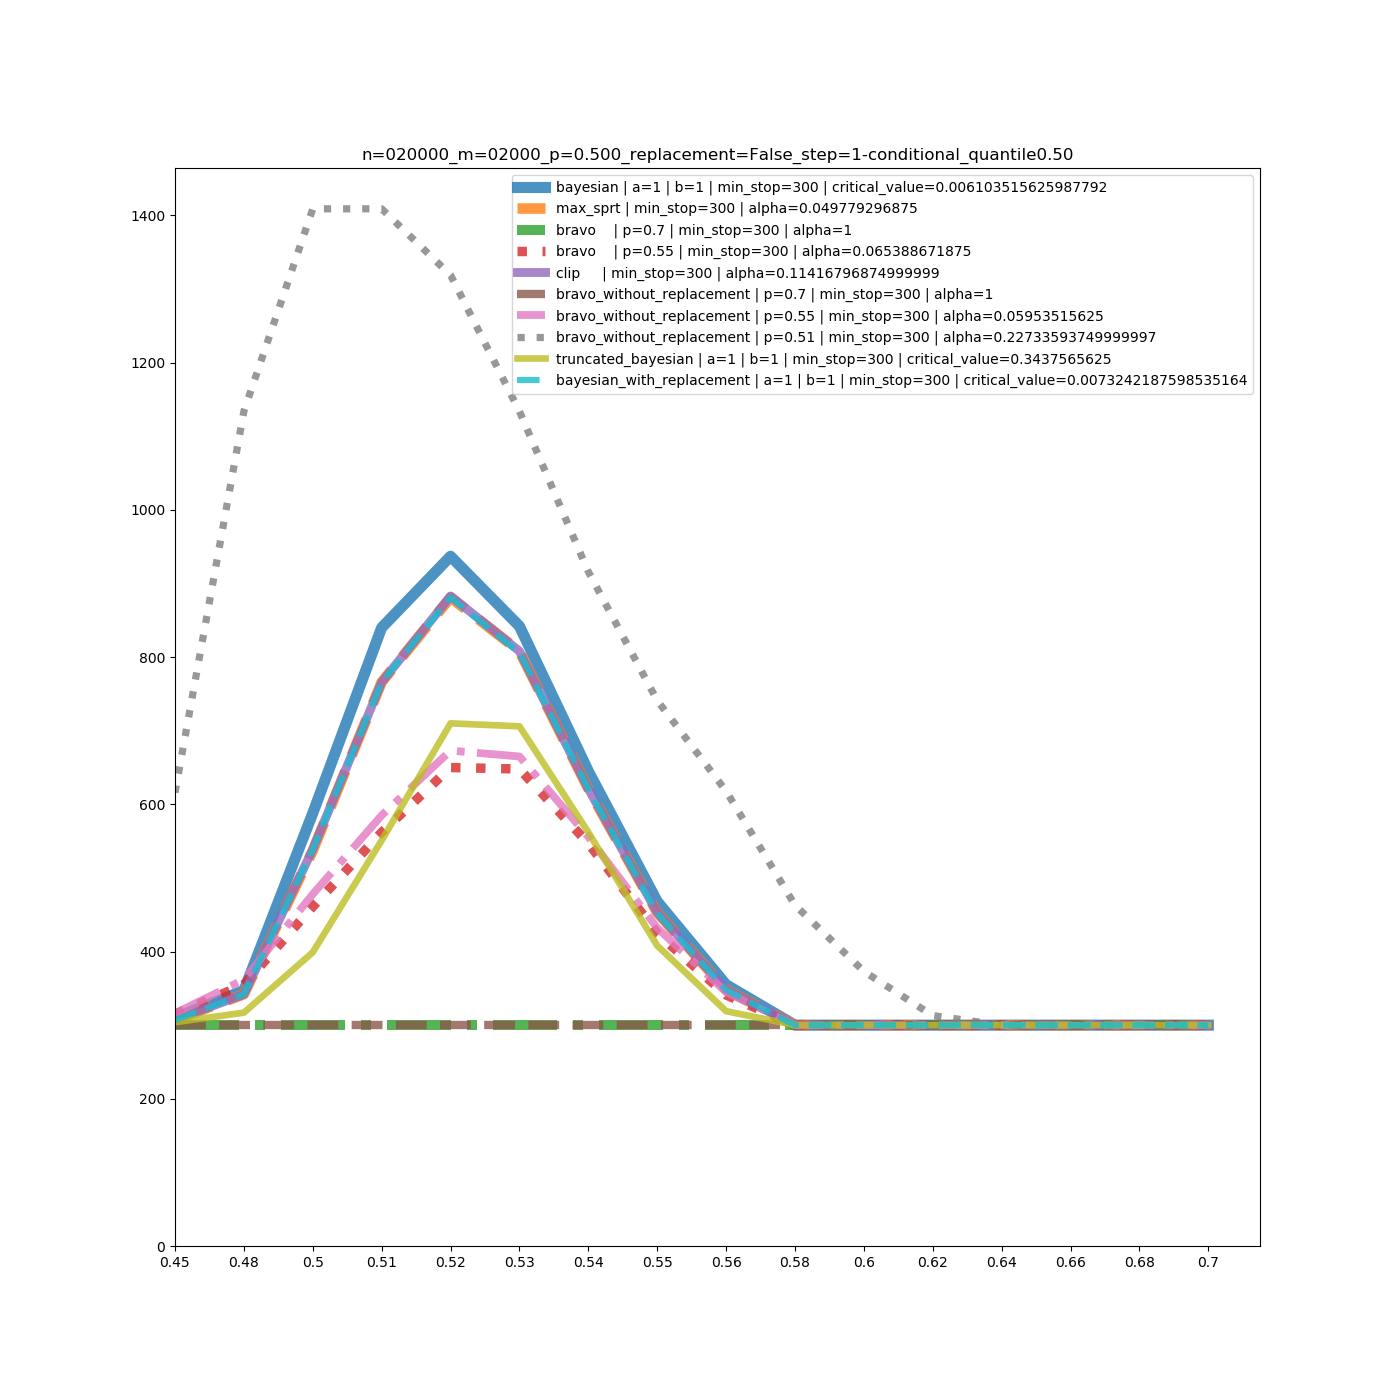 n=020000_m=02000_p=0.500_replacement=False_step=1-conditional_quantile0.50
bayesian | a=1 | b=1 | min_stop=300 | critical_value=0.006103515625987792
max_sprt | min_stop=300 | alpha=0.049779296875
bravo    | p=0.7 | min_stop=300 | alpha=1
bravo    | p=0.55 | min_stop=300 | alpha=0.065388671875
clip     | min_stop=300 | alpha=0.11416796874999999
bravo_without_replacement | p=0.7 | min_stop=300 | alpha=1
bravo_without_replacement | p=0.55 | min_stop=300 | alpha=0.05953515625
bravo_without_replacement | p=0.51 | min_stop=300 | alpha=0.22733593749999997
truncated_bayesian | a=1 | b=1 | min_stop=300 | critical_value=0.3437565625
bayesian_with_replacement | a=1 | b=1 | min_stop=300 | critical_value=0.0073242187598535164
1400
1200
1000
800
600
400
200
0
0.45 0.48 0.5 0.51 0.52 0.53 0.54 0.55 0.56 0.58 0.6 0.62 0.64 0.66 0.68 0.7